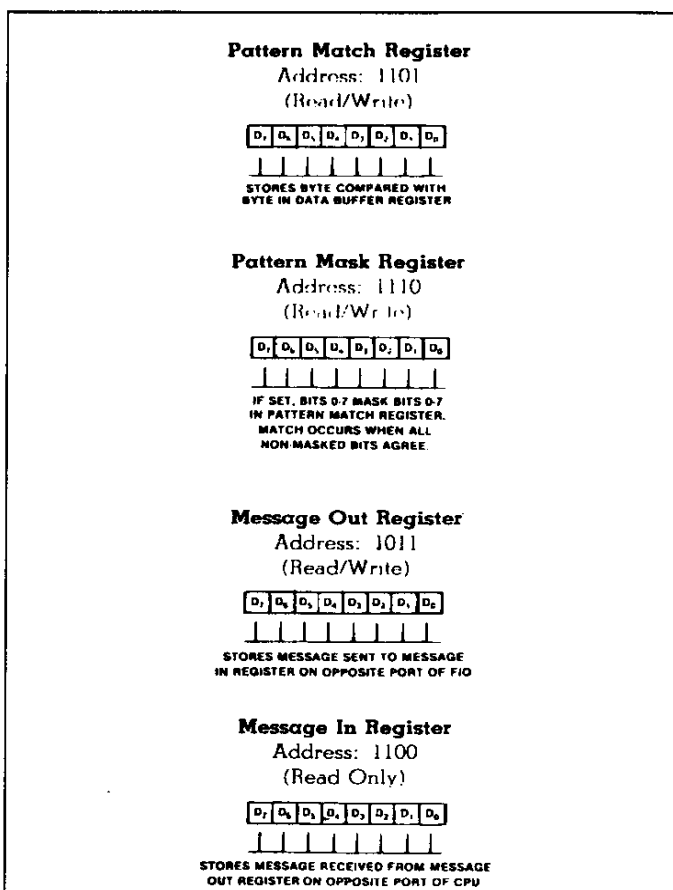 Pattern Match Register
Address: 1101
(Read/Write)
D₇ D₆ D₅ D₄ D₃ D₂ D₁ D₀
STORES BYTE COMPARED WITH
BYTE IN DATA BUFFER REGISTER
Pattern Mask Register
Address: 1110
(Read/Write)
D₇ D₆ D₅ D₄ D₃ D₂ D₁ D₀
IF SET, BITS 0-7 MASK BITS 0-7
IN PATTERN MATCH REGISTER.
MATCH OCCURS WHEN ALL
NON-MASKED BITS AGREE.
Message Out Register
Address: 1011
(Read/Write)
D₇ D₆ D₅ D₄ D₃ D₂ D₁ D₀
STORES MESSAGE SENT TO MESSAGE
IN REGISTER ON OPPOSITE PORT OF FIO
Message In Register
Address: 1100
(Read Only)
D₇ D₆ D₅ D₄ D₃ D₂ D₁ D₀
STORES MESSAGE RECEIVED FROM MESSAGE
OUT REGISTER ON OPPOSITE PORT OF CPU